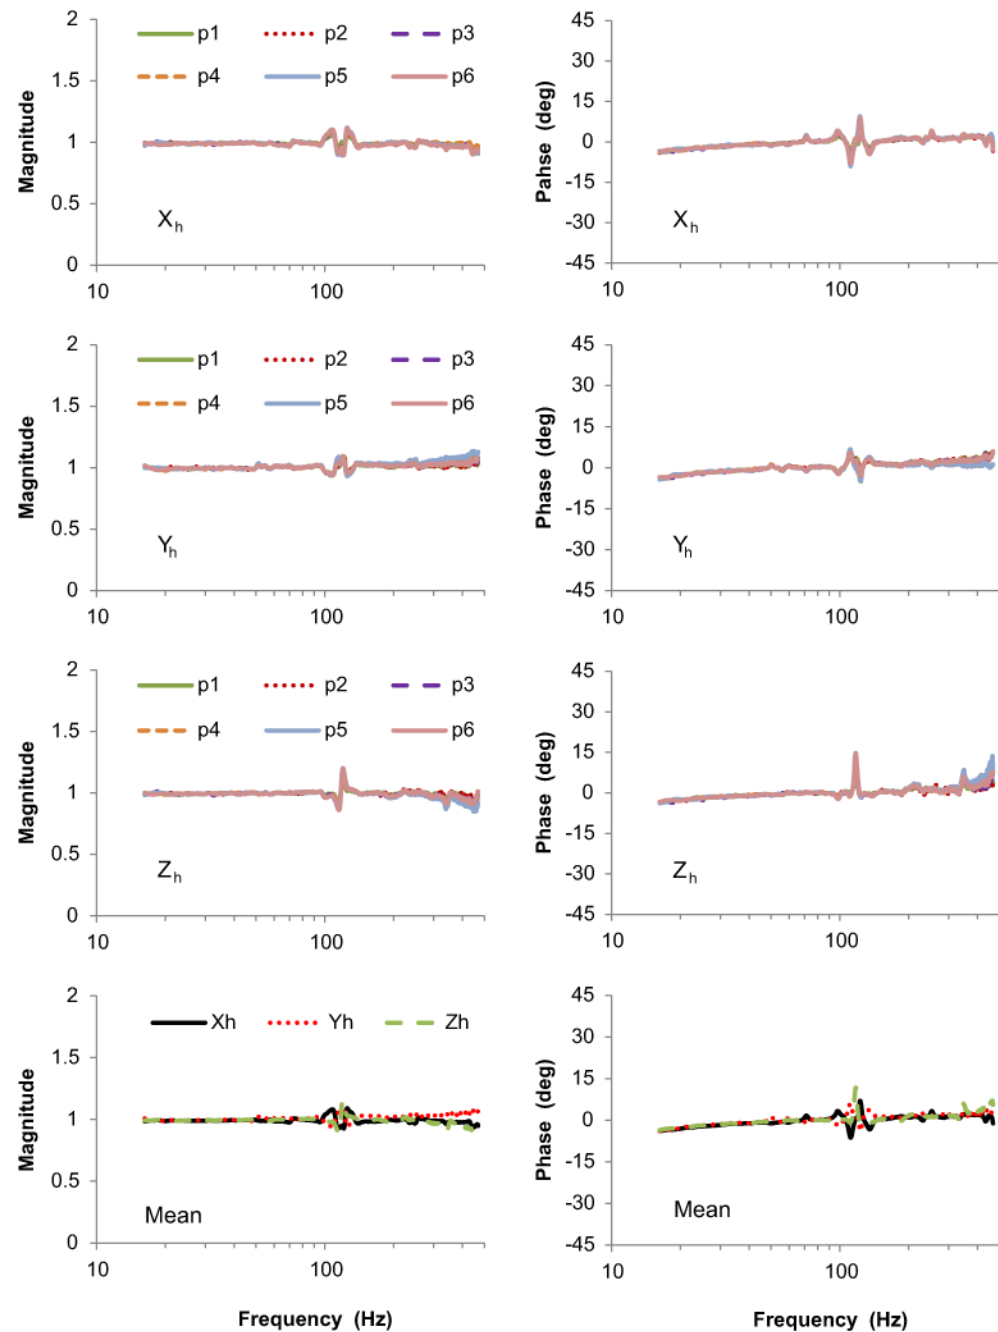 2
p1 p2 p3
p4 p5 p6
1.5
1
0.5
0
Magnitude
Xh
10 100
45
30
15
0
-15
-30
-45
Pahse (deg)
Xh
10 100
2
p1 p2 p3
p4 p5 p6
1.5
1
0.5
0
Magnitude
Yh
10 100
45
30
15
0
-15
-30
-45
Phase (deg)
Yh
10 100
2
p1 p2 p3
p4 p5 p6
1.5
1
0.5
0
Magnitude
Zh
10 100
45
30
15
0
-15
-30
-45
Phase (deg)
Zh
10 100
2
Xh Yh Zh
1.5
1
0.5
0
Magnitude
Mean
10 100
Frequency (Hz)
45
30
15
0
-15
-30
-45
Phase (deg)
Mean
10 100
Frequency (Hz)